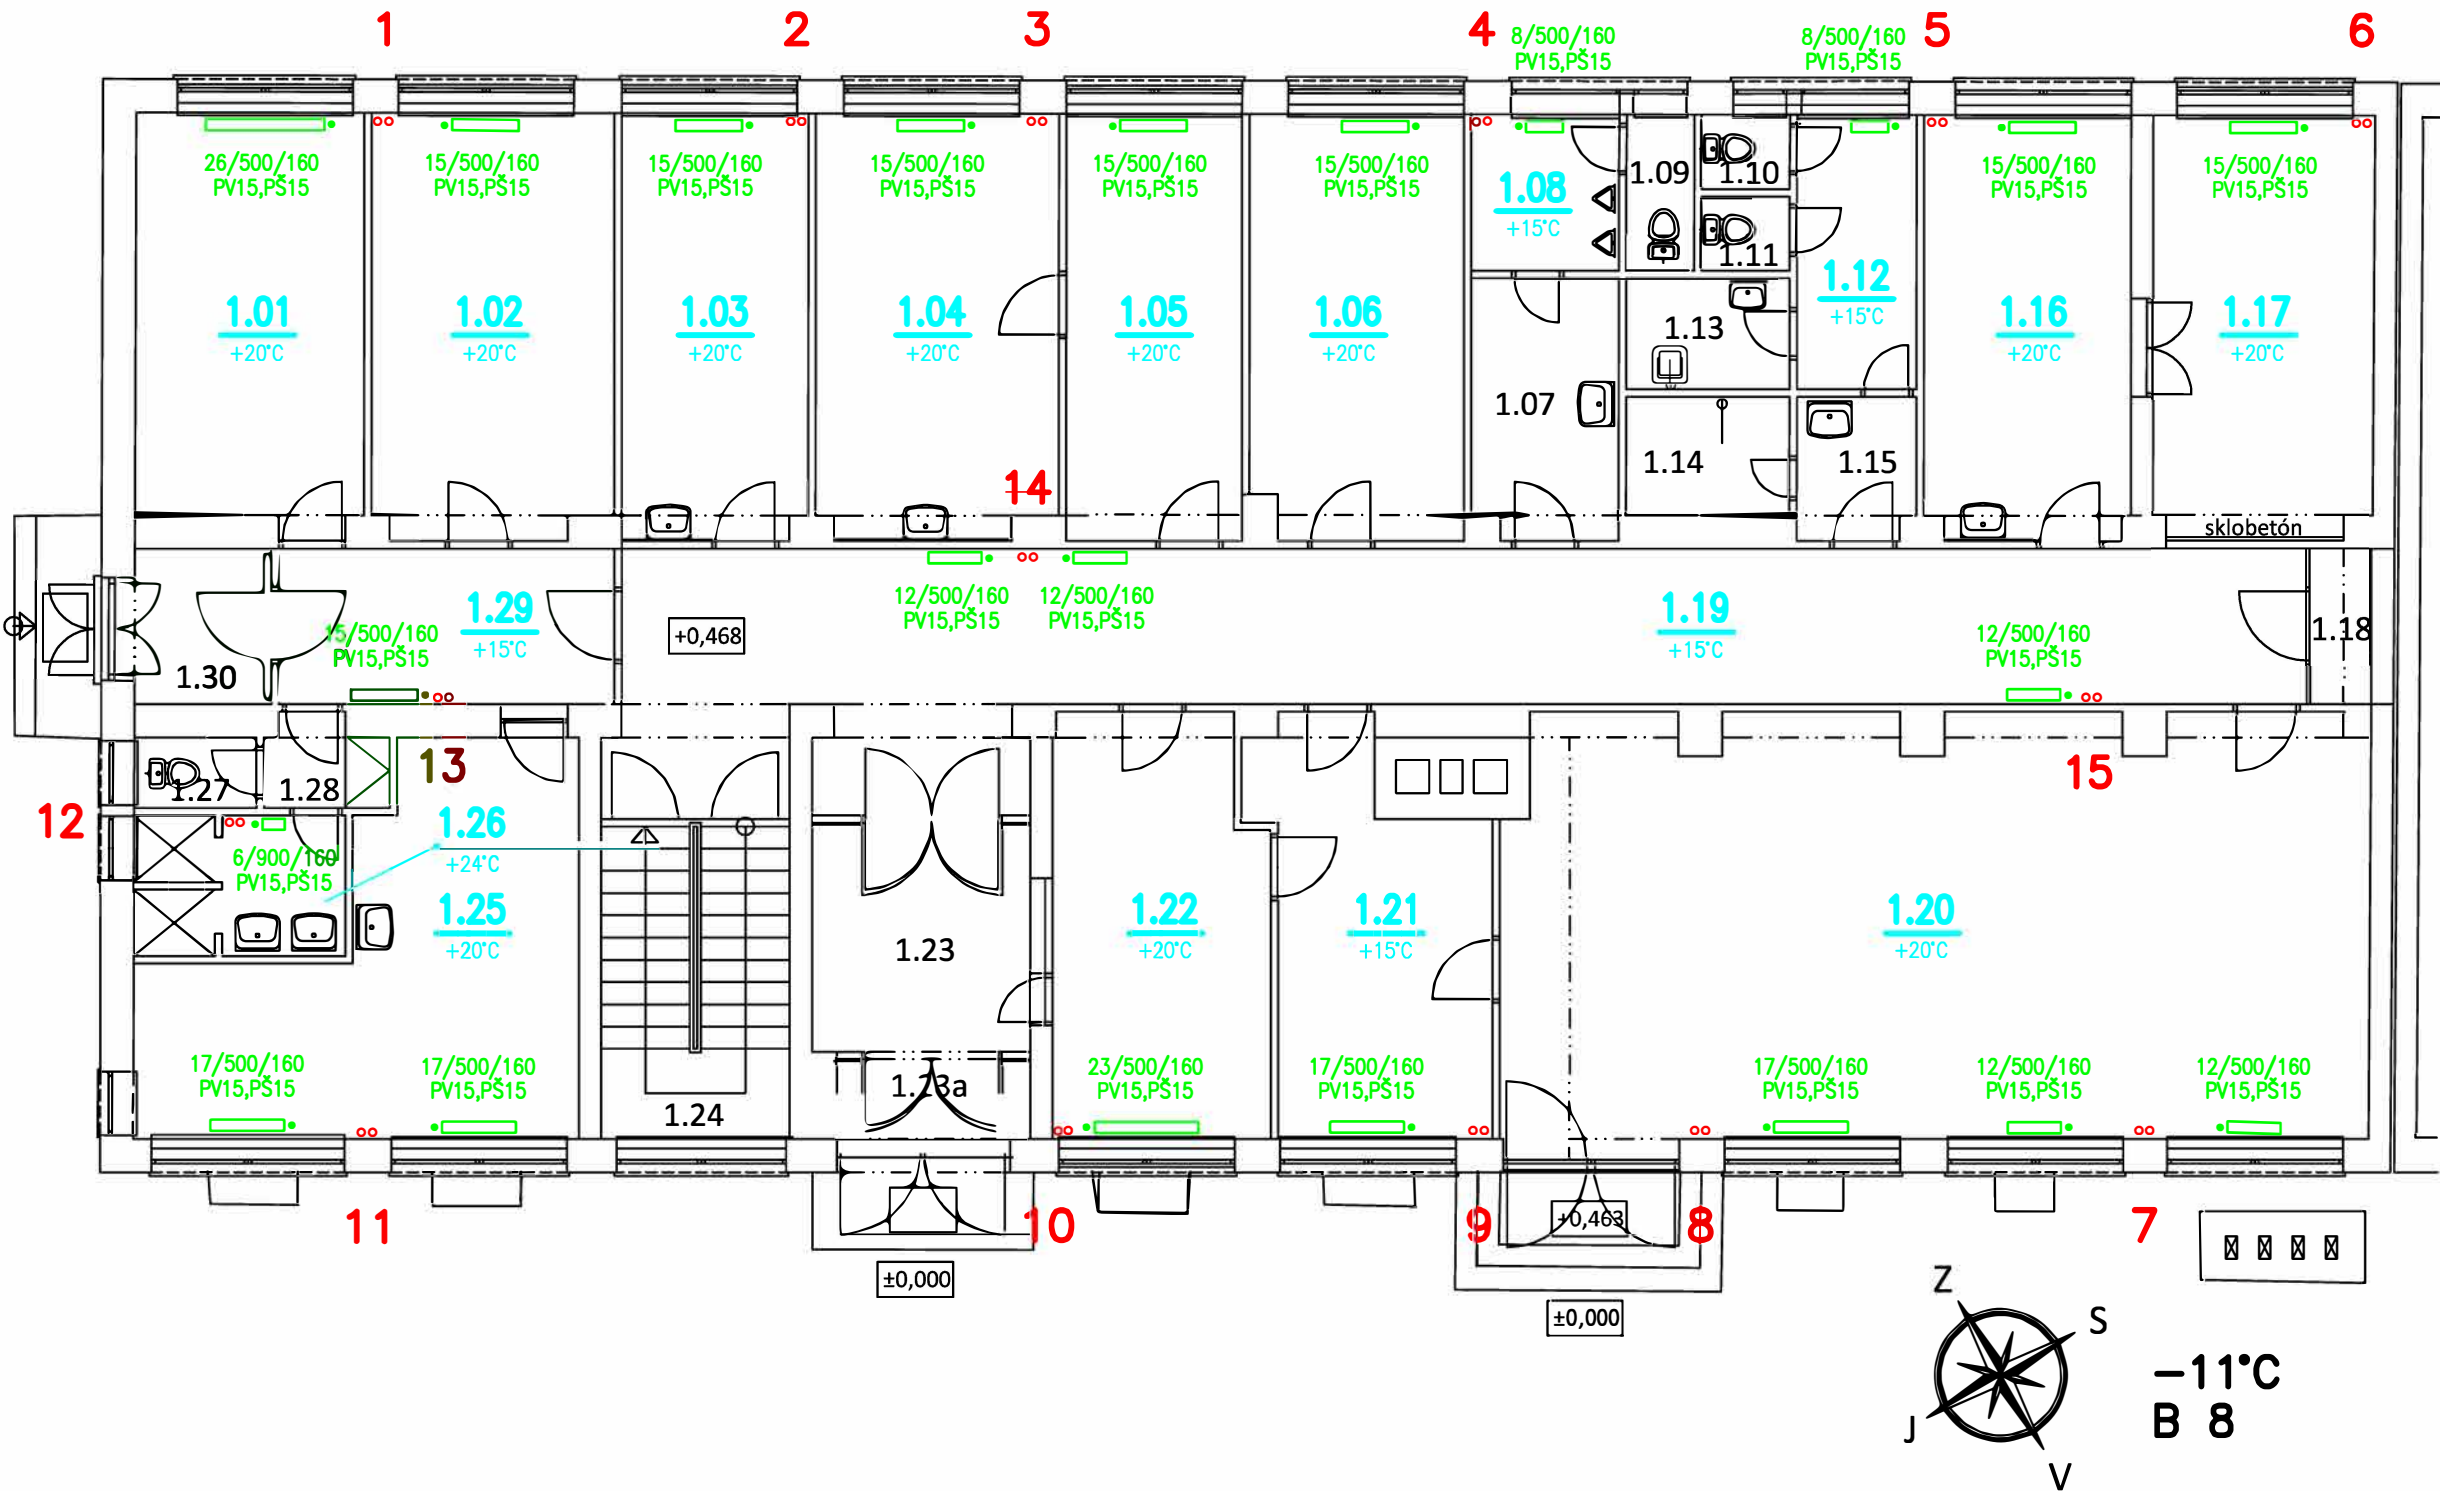 1
2
3
4
8/500/160
PV15,PŠ15
8/500/160
PV15,PŠ15
5
6
26/500/160
PV15,PŠ15
15/500/160
PV15,PŠ15
15/500/160
PV15,PŠ15
15/500/160
PV15,PŠ15
15/500/160
PV15,PŠ15
15/500/160
PV15,PŠ15
1.08
+15°C
1.09
1.10
1.11
15/500/160
PV15,PŠ15
15/500/160
PV15,PŠ15
1.01
+20°C
1.02
+20°C
1.03
+20°C
1.04
+20°C
1.05
+20°C
1.06
+20°C
1.12
+15°C
1.13
1.16
+20°C
1.17
+20°C
1.07
1.14
1.15
14
sklobetón
1.29
+15°C
15/500/160
PV15,PŠ15
1.30
+0,468
12/500/160
PV15,PŠ15
12/500/160
PV15,PŠ15
1.19
+15°C
12/500/160
PV15,PŠ15
1.18
13
15
12
1.27
1.28
1.26
+24°C
6/900/160
PV15,PŠ15
1.25
+20°C
1.23
1.22
+20°C
1.21
+15°C
1.20
+20°C
17/500/160
PV15,PŠ15
17/500/160
PV15,PŠ15
1.24
1.23a
23/500/160
PV15,PŠ15
17/500/160
PV15,PŠ15
17/500/160
PV15,PŠ15
12/500/160
PV15,PŠ15
12/500/160
PV15,PŠ15
11
10
9
+0,463
8
7
±0,000
±0,000
Z
S
J
V
−11°C
B 8